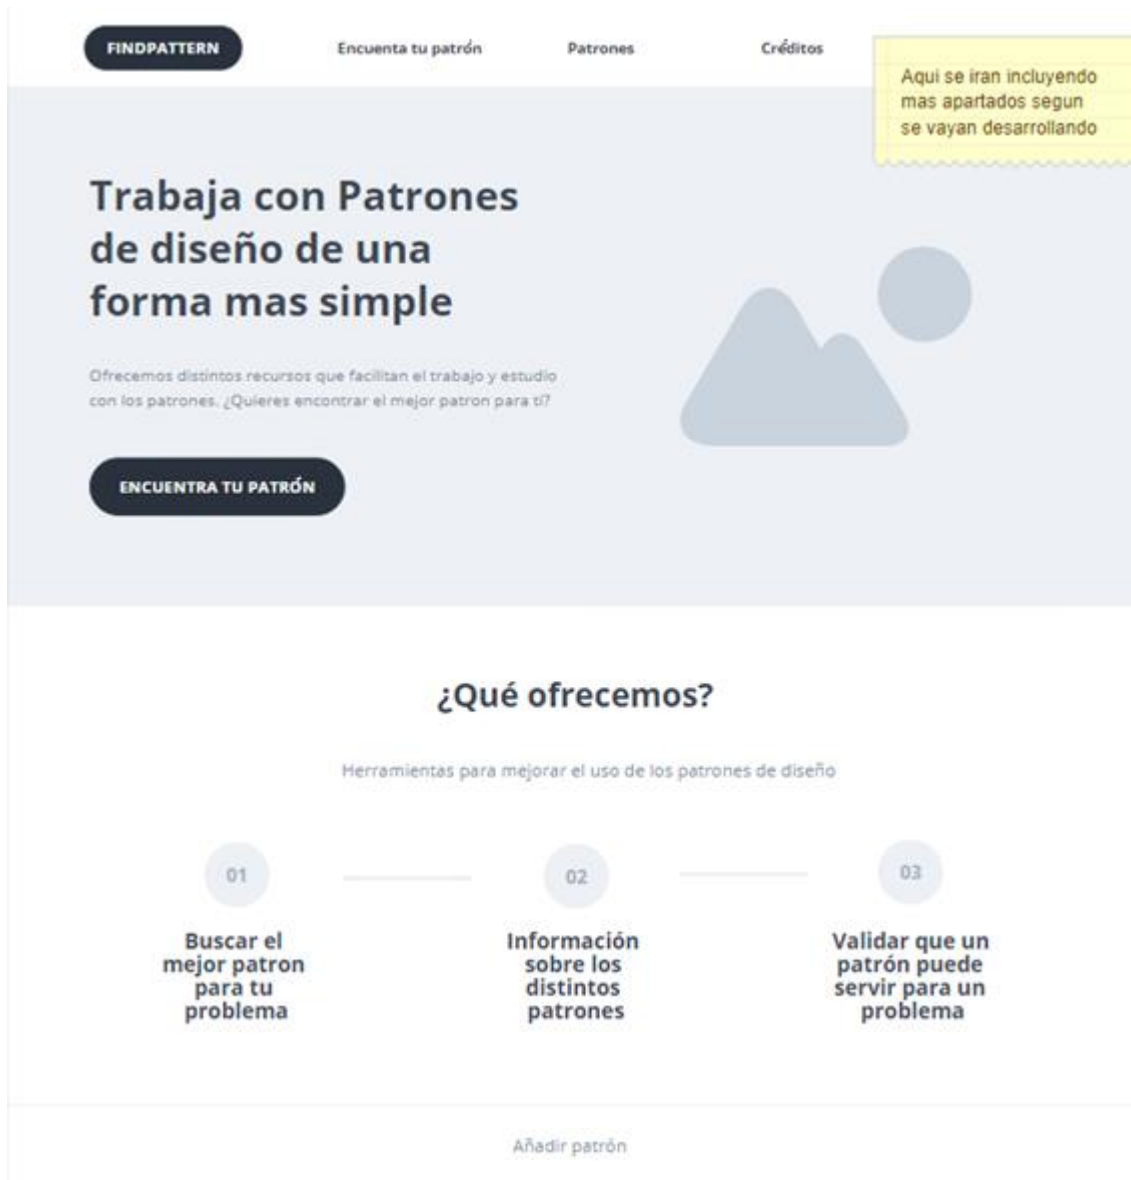 FINDPATTERN
Encuenta tu patrón
Patrones
Créditos
Aqui se iran incluyendo
mas apartados segun
se vayan desarrollando
Trabaja con Patrones
de diseño de una
forma mas simple
Ofrecemos distintos recursos que facilitan el trabajo y estudio
con los patrones. ¿Quieres encontrar el mejor patron para ti?
ENCUENTRA TU PATRÓN
¿Qué ofrecemos?
Herramientas para mejorar el uso de los patrones de diseño
01
Buscar el
mejor patron
para tu
problema
02
Información
sobre los
distintos
patrones
03
Validar que un
patrón puede
servir para un
problema
Añadir patrón